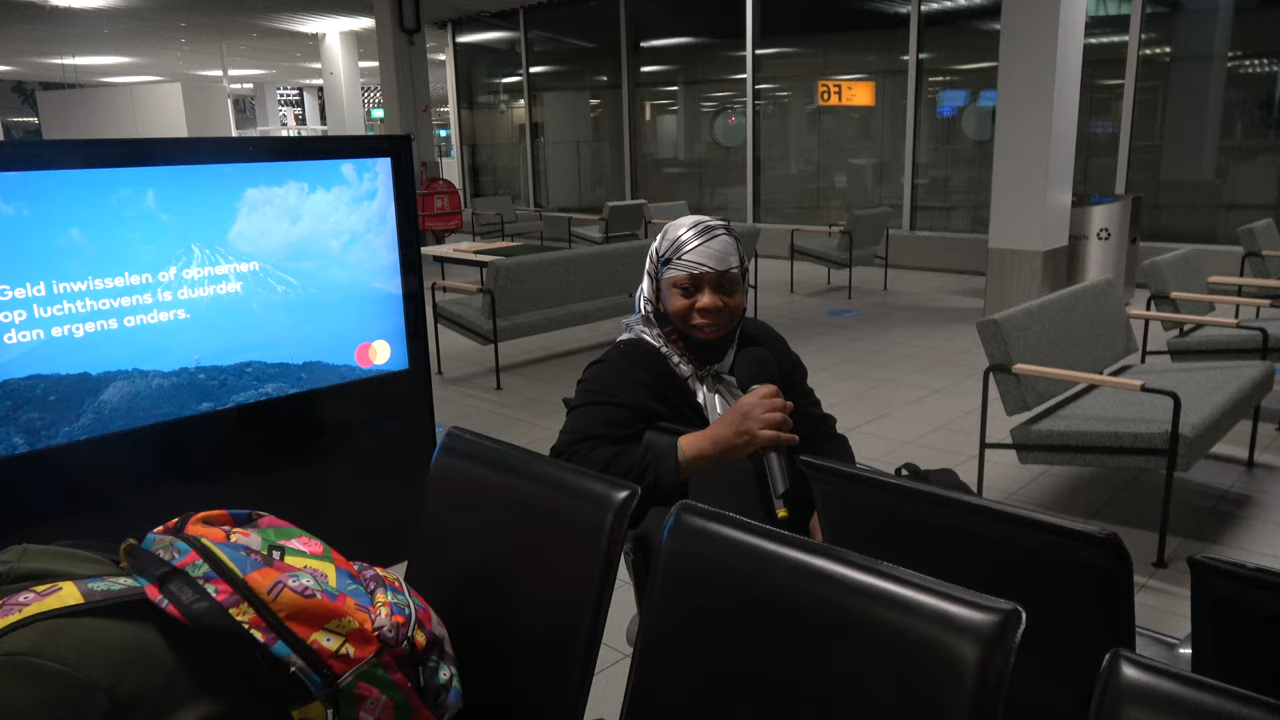 Geld inwisselen of opnemen
op luchthavens is duurder
dan ergens anders.
F6